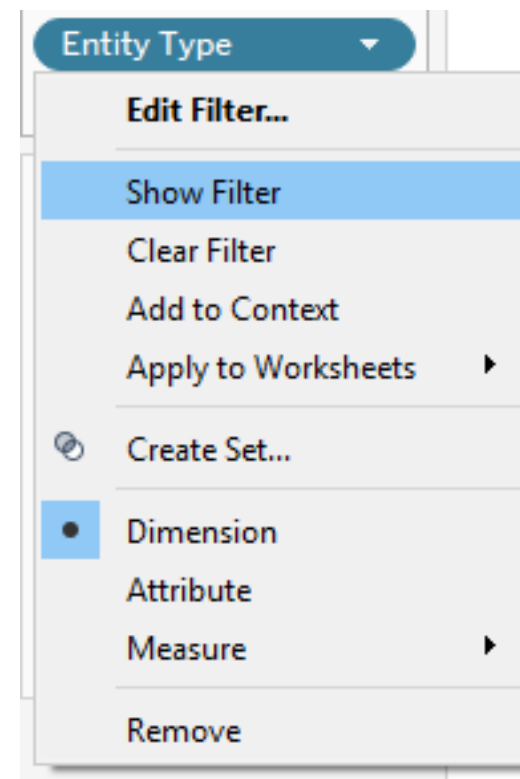 Entity Type
Edit Filter...
Show Filter
Clear Filter
Add to Context
Apply to Worksheets
Create Set...
Dimension
Attribute
Measure
Remove